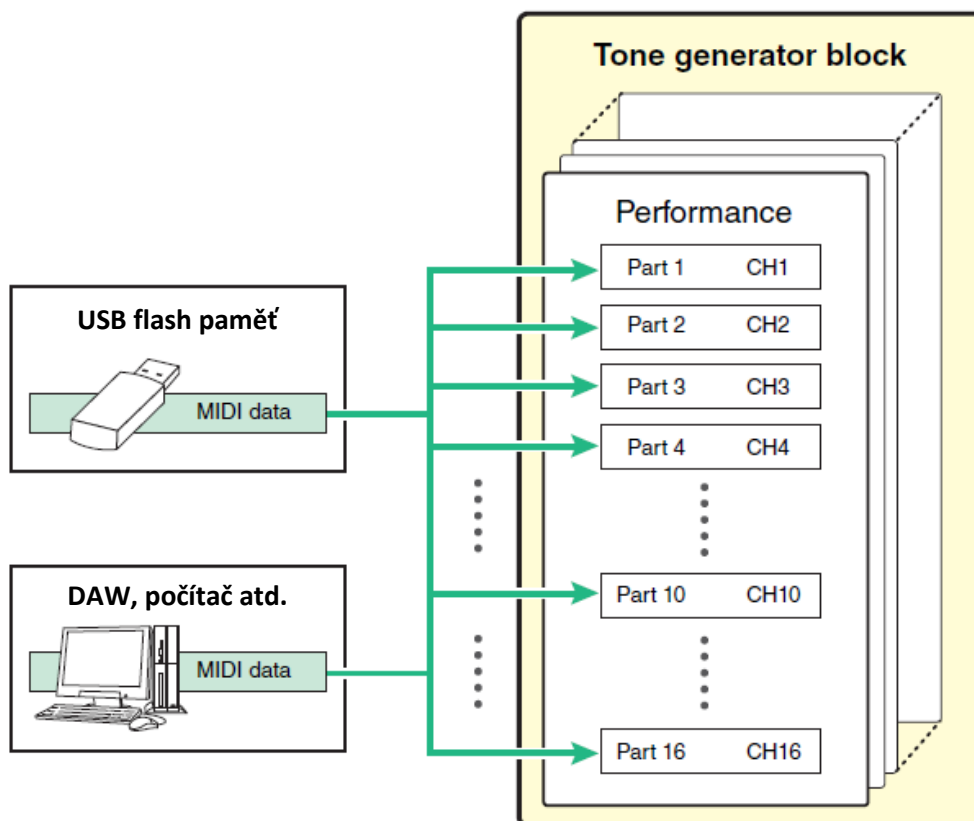 Tone generator block
Performance
Part 1 CH1
Part 2 CH2
Part 3 CH3
Part 4 CH4
Part 10 CH10
Part 16 CH16
USB flash paměť
MIDI data
DAW, počítač atd.
MIDI data